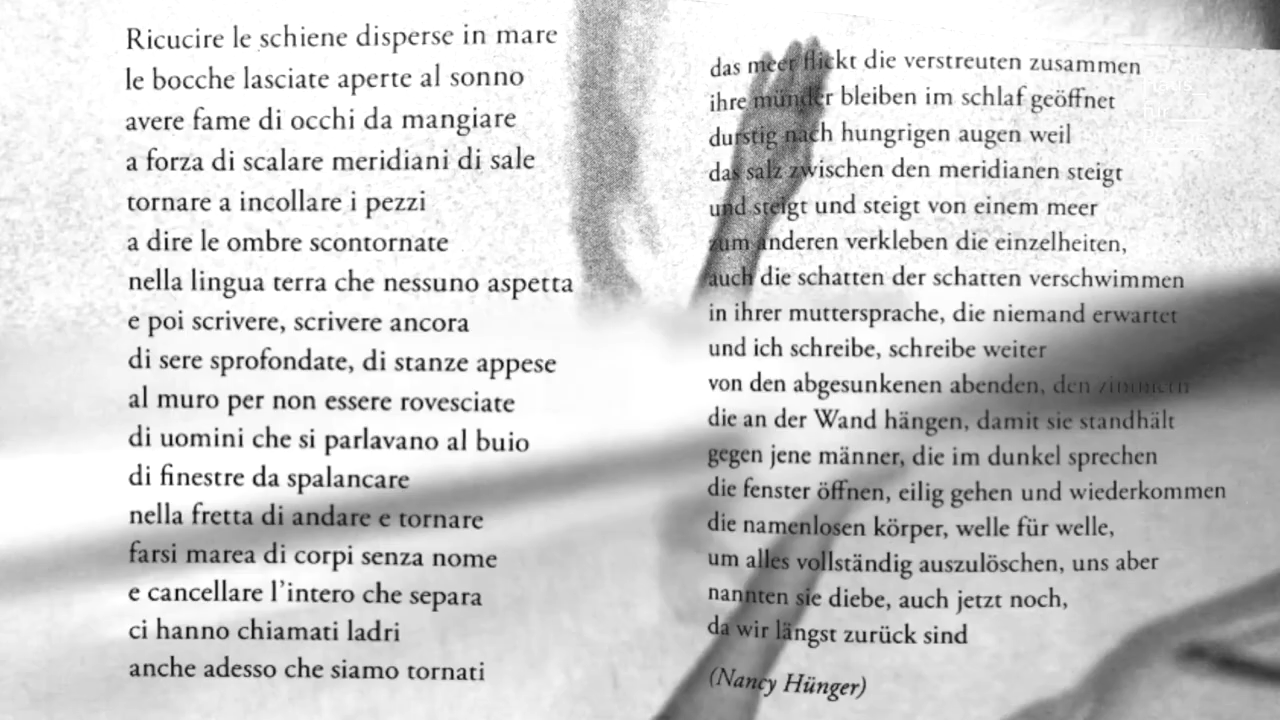 Ricucire le schiene disperse in mare
le bocche lasciate aperte al sonno
avere fame di occhi da mangiare
a forza di scalare meridiani di sale
tornare a incollare i pezzi
a dire le ombre scontornate
nella lingua terra che nessuno aspetta
e poi scrivere, scrivere ancora
di sere sprofondate, di stanze appese
al muro per non essere rovesciate
di uomini che si parlavano al buio
di finestre da spalancare
nella fretta di andare e tornare
farsi marea di corpi senza nome
e cancellare l’intero che separa
ci hanno chiamati ladri
anche adesso che siamo tornati
das meer flickt die verstreuten zusammen
ihre münder bleiben im schlaf geöffnet
durstig nach hungrigen augen weil
das salz zwischen den meridianen steigt
und steigt und steigt von einem meer
zum anderen verkleben die einzelheiten,
auch die schatten der schatten verschwimmen
in ihrer muttersprache, die niemand erwartet
und ich schreibe, schreibe weiter
von den abgesunkenen abenden, den zimmern
die an der Wand hängen, damit sie standhält
gegen jene männer, die im dunkel sprechen
die fenster öffnen, eilig gehen und wiederkommen
die namenlosen körper, welle für welle,
um alles vollständig auszulöschen, uns aber
nannten sie diebe, auch jetzt noch,
da wir längst zurück sind
(Nancy Hünger)